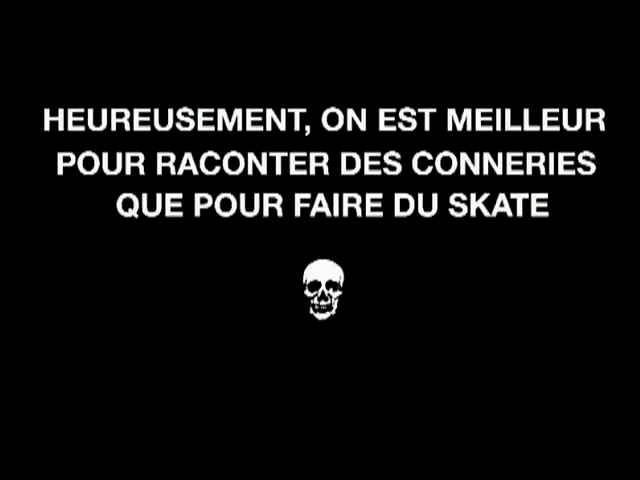 HEUREUSEMENT, ON EST MEILLEUR
POUR RACONTER DES CONNERIES
QUE POUR FAIRE DU SKATE